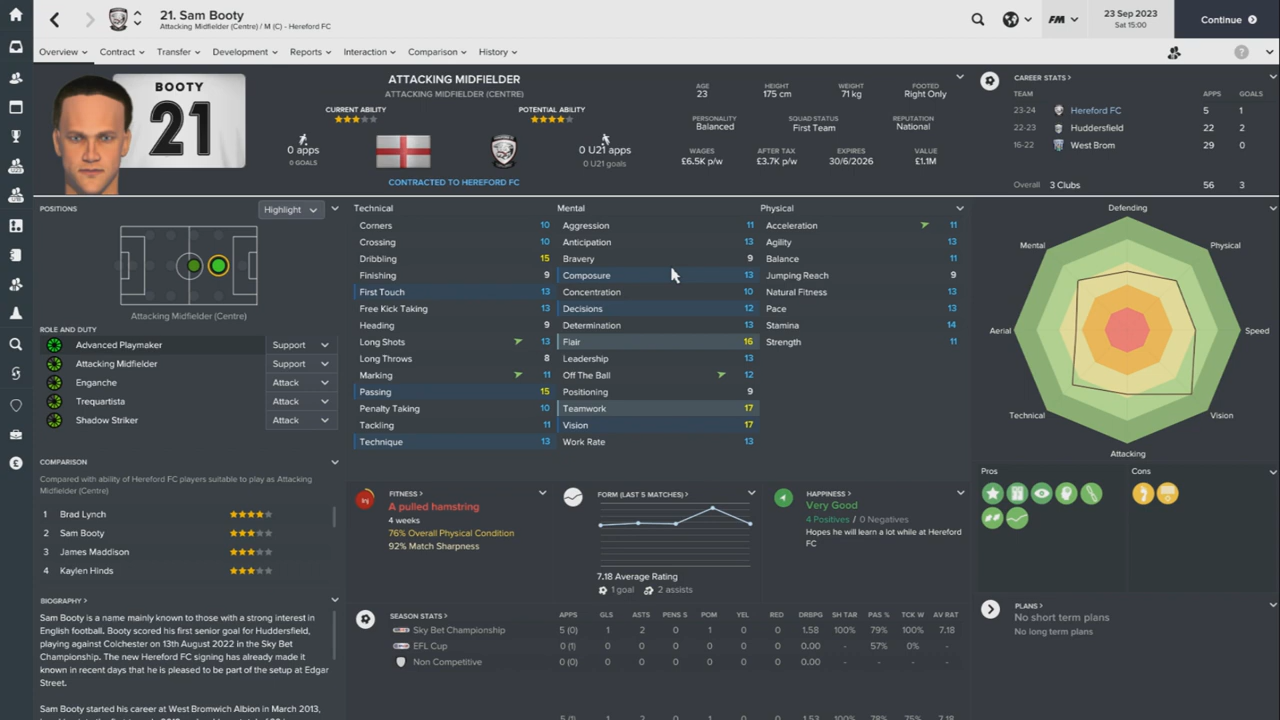 21. Sam Booty
Attacking Midfielder (Centre) / M (C) - Hereford FC
FM
23 Sep 2023
Sat 15:00
Continue
Overview Contract Transfer Development Reports Interaction Comparison History
BOOTY
21
ATTACKING MIDFIELDER
ATTACKING MIDFIELDER (CENTRE)
CURRENT ABILITY
POTENTIAL ABILITY
0 apps
0 GOALS
0 U21 apps
0 U21 goals
CONTRACTED TO HEREFORD FC
AGE HEIGHT WEIGHT FOOTED
23 175 cm 71 kg Right Only
PERSONALITY SQUAD STATUS REPUTATION
Balanced First Team National
WAGES AFTER TAX EXPIRES VALUE
£6.5K p/w £3.7K p/w 30/6/2026 £1.1M
CAREER STATS >
TEAM APPS GOALS
23-24 Hereford FC 5 1
22-23 Huddersfield 22 2
16-22 West Brom 29 0
Overall 3 Clubs 56 3
POSITIONS
Highlight
Attacking Midfielder (Centre)
ROLE AND DUTY
Advanced Playmaker Support
Attacking Midfielder Support
Enganche Attack
Trequartista Attack
Shadow Striker Attack
COMPARISON
Compared with ability of Hereford FC players suitable to play as Attacking
Midfielder (Centre)
1 Brad Lynch
2 Sam Booty
3 James Maddison
4 Kaylen Hinds
BIOGRAPHY >
Sam Booty is a name mainly known to those with a strong interest in
English football. Booty scored his first senior goal for Huddersfield,
playing against Colchester on 13th August 2022 in the Sky Bet
Championship. The new Hereford FC signing has already made it
known in recent days that he is pleased to be part of the setup at Edgar
Street.
Sam Booty started his career at West Bromwich Albion in March 2013,
Technical
Corners 10
Crossing 10
Dribbling 15
Finishing 9
First Touch 13
Free Kick Taking 13
Heading 9
Long Shots 13
Long Throws 8
Marking 11
Passing 15
Penalty Taking 10
Tackling 11
Technique 13
Mental
Aggression 11
Anticipation 13
Bravery 9
Composure 13
Concentration 10
Decisions 12
Determination 13
Flair 16
Leadership 13
Off The Ball 12
Positioning 9
Teamwork 17
Vision 17
Work Rate 13
Physical
Acceleration 11
Agility 13
Balance 11
Jumping Reach 9
Natural Fitness 13
Pace 13
Stamina 14
Strength 11
Defending
Mental Physical
Aerial Speed
Technical Vision
Attacking
Inj
FITNESS >
A pulled hamstring
4 weeks
76% Overall Physical Condition
92% Match Sharpness
FORM (LAST 5 MATCHES) >
7.18 Average Rating
1 goal 2 assists
HAPPINESS >
Very Good
4 Positives / 0 Negatives
Hopes he will learn a lot while at Hereford
FC
Pros Cons
PLANS >
No short term plans
No long term plans
SEASON STATS > APPS GLS ASTS PENS S POM YEL RED DRBPG SH TAR PAS % TCK W AV RAT
Sky Bet Championship 5 (0) 1 2 0 1 0 0 1.58 100% 79% 100% 7.18
EFL Cup 0 (1) 0 0 0 0 0 0 0.00 - 57% 0% -
Non Competitive 0 (0) 0 0 0 0 0 0 0.00 - - - -